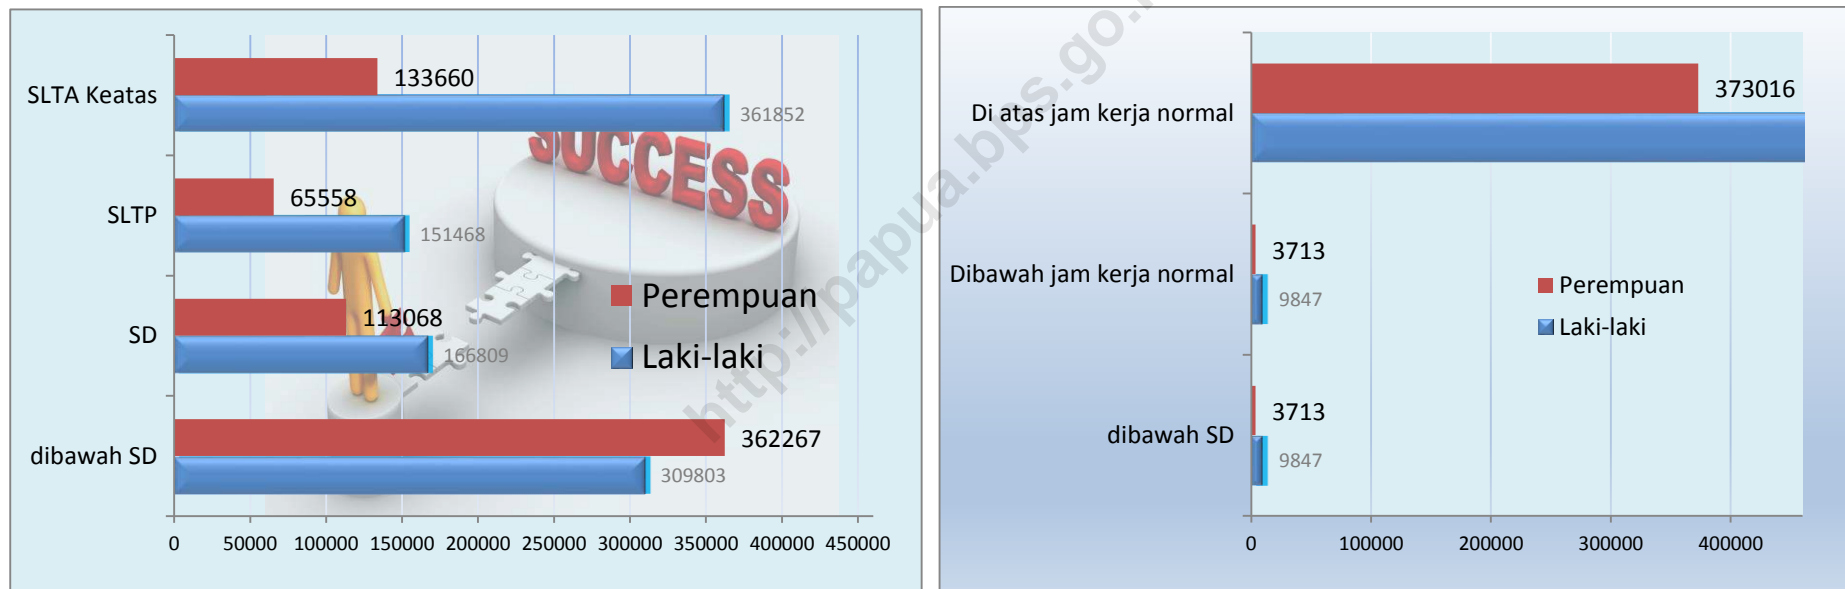 SLTA Keatas
133660
361852
SLTP
65558
151468
SD
113068
166809
dibawah SD
362267
309803
SUCCESS
Perempuan
Laki-laki
0 50000 100000 150000 200000 250000 300000 350000 400000 450000
Di atas jam kerja normal
373016
Dibawah jam kerja normal
3713
9847
dibawah SD
3713
9847
Perempuan
Laki-laki
0 100000 200000 300000 400000
http://papua.bps.go.